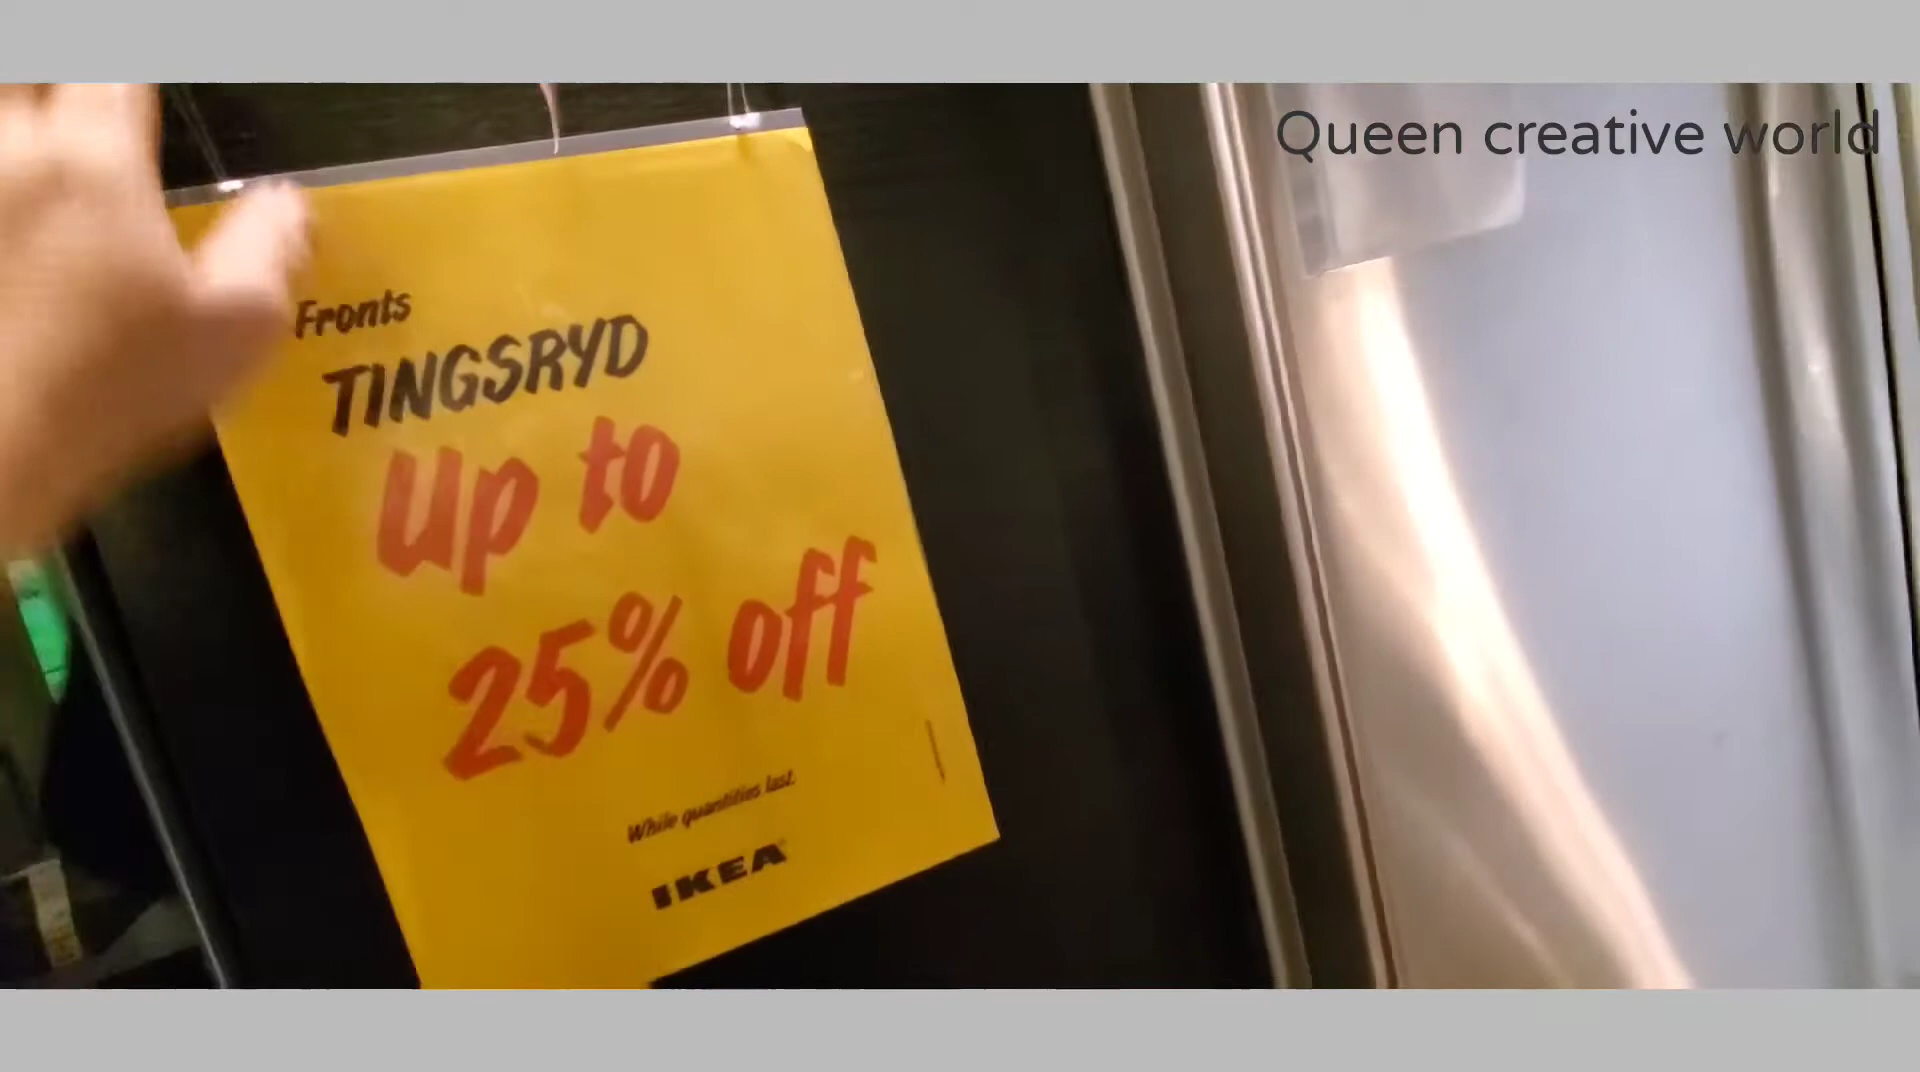 Queen creative world
Fronts
TINGSRYD
Up to
25% off
While quantities last.
IKEA